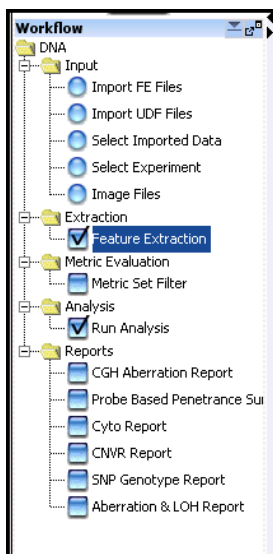 Workflow
DNA
Input
Import FE Files
Import UDF Files
Select Imported Data
Select Experiment
Image Files
Extraction
Feature Extraction
Metric Evaluation
Metric Set Filter
Analysis
Run Analysis
Reports
CGH Aberration Report
Probe Based Penetrance
Cyto Report
CNVR Report
SNP Genotype Report
Aberration & LOH Report